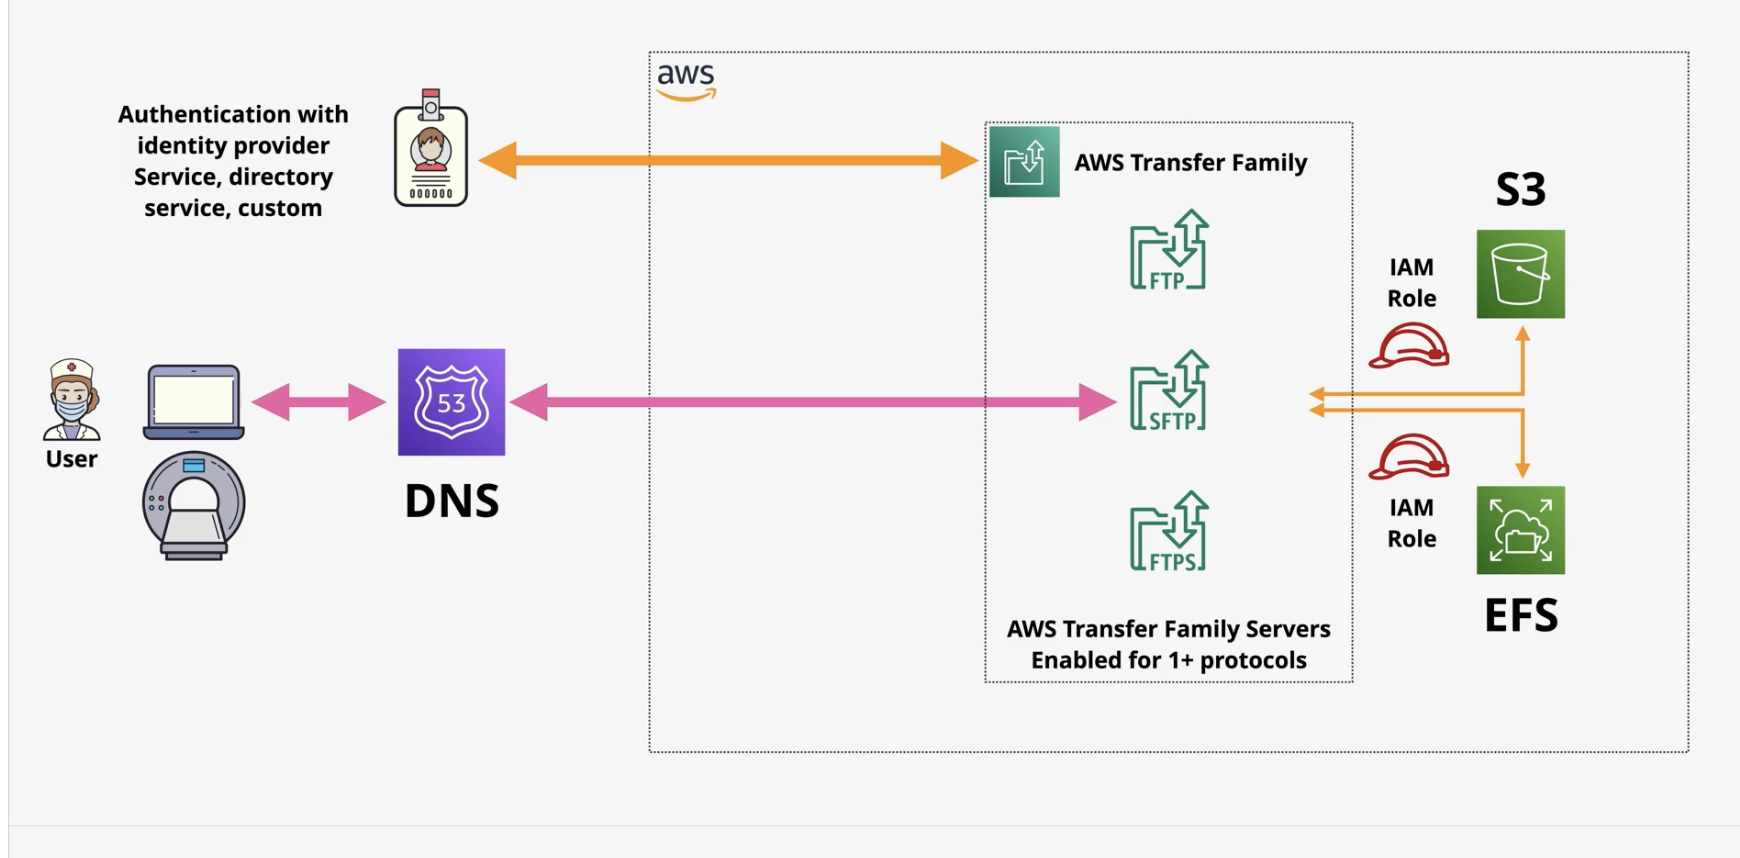 aws
Authentication with
identity provider
Service, directory
service, custom
AWS Transfer Family
S3
FTP
IAM
Role
53
SFTP
User
DNS
IAM
Role
FTPS
EFS
AWS Transfer Family Servers
Enabled for 1+ protocols